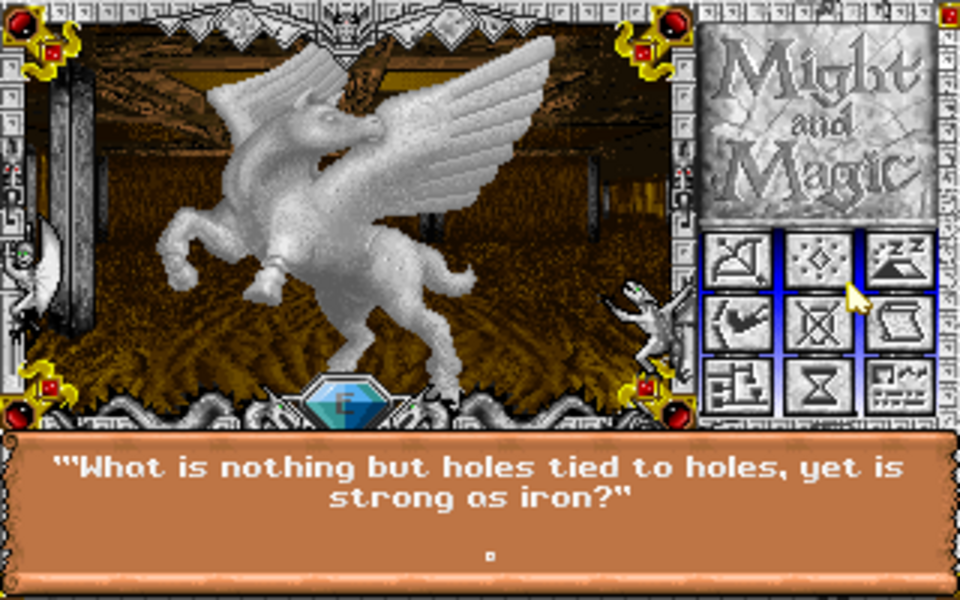 Might
and
Magic
E
"'What is nothing but holes tied to holes, yet is
strong as iron?"